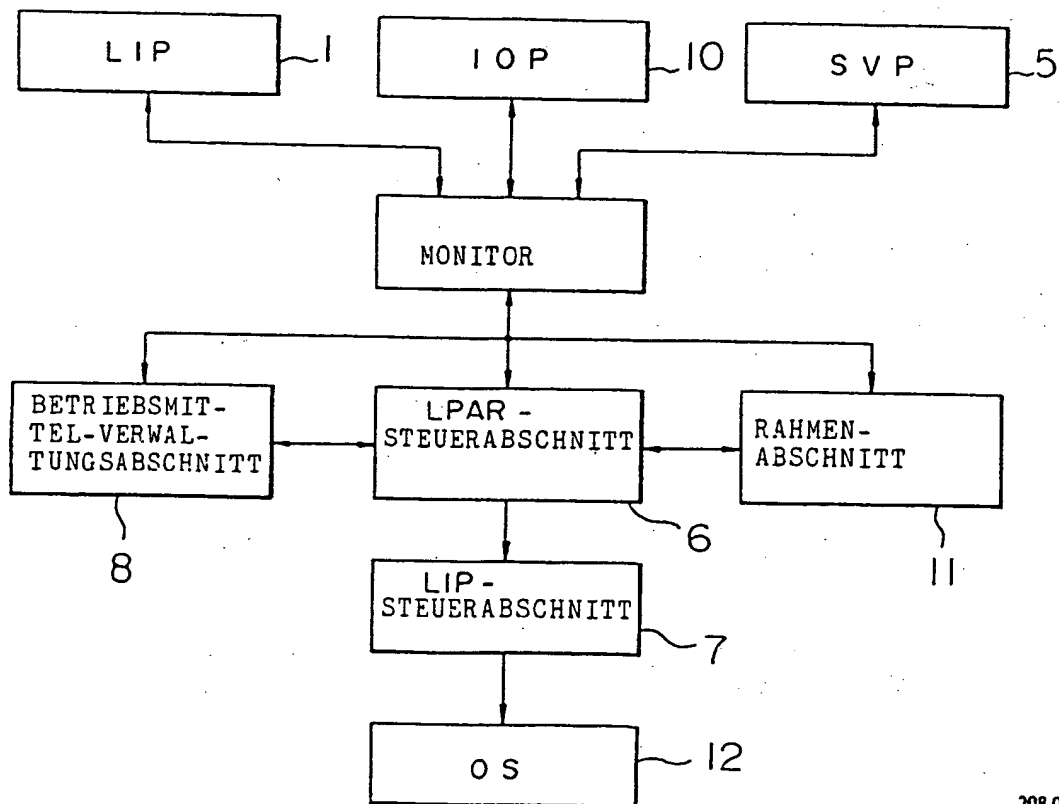 LIP
1
IOP
10
SVP
5
MONITOR
BETRIEBSMIT-
TEL-VERWAL-
TUNGSABSCHNITT
8
LPAR -
STEUERABSCHNITT
6
RAHMEN-
ABSCHNITT
11
LIP -
STEUERABSCHNITT
7
OS
12